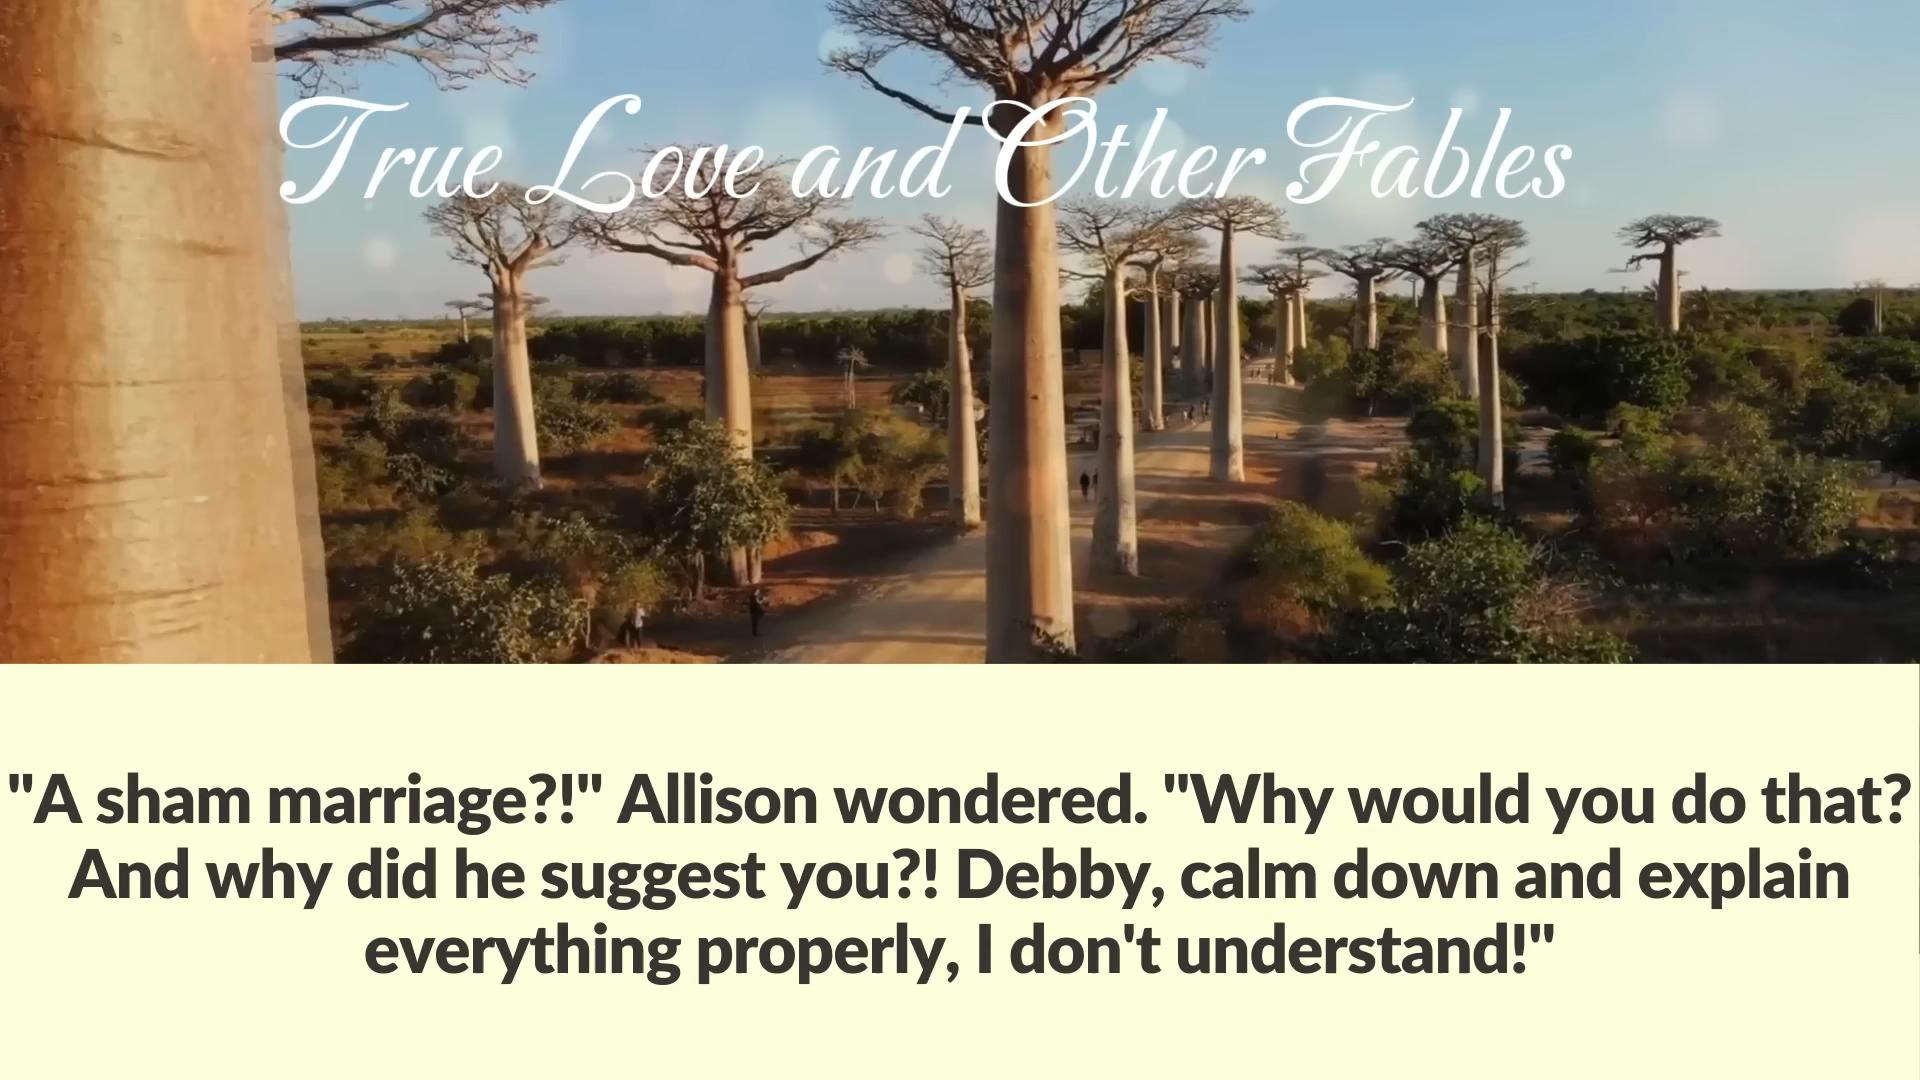 True Love and Other Fables
"A sham marriage?!" Allison wondered. "Why would you do that?
And why did he suggest you?! Debby, calm down and explain
everything properly, I don't understand!"